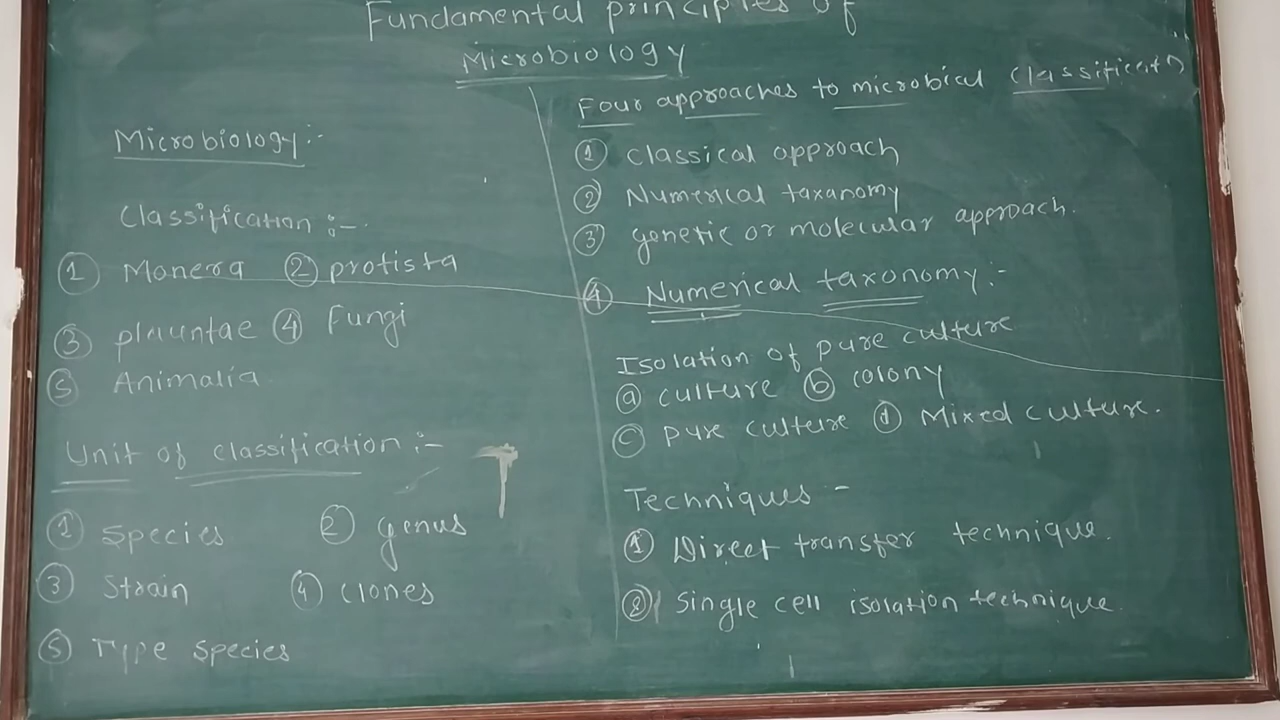 Fundamental principles of
Microbiology
Microbiology:-
Classification:-
① Monera ② protista
③ plauntae ④ Fungi
⑤ Animalia
Unit of classification:-
① Species ② genus
③ Strain ④ clones
⑤ Type species
Four approaches to microbical classificat
① classical approach
② Numerical taxanomy
③ genetic or molecular approach.
④ Numerical taxonomy:-
Isolation of pure culture
ⓐ culture ⓑ colony
ⓒ pure culture ⓓ Mixed culture.
Techniques -
① Direct transfer technique.
② Single cell isolation technique.